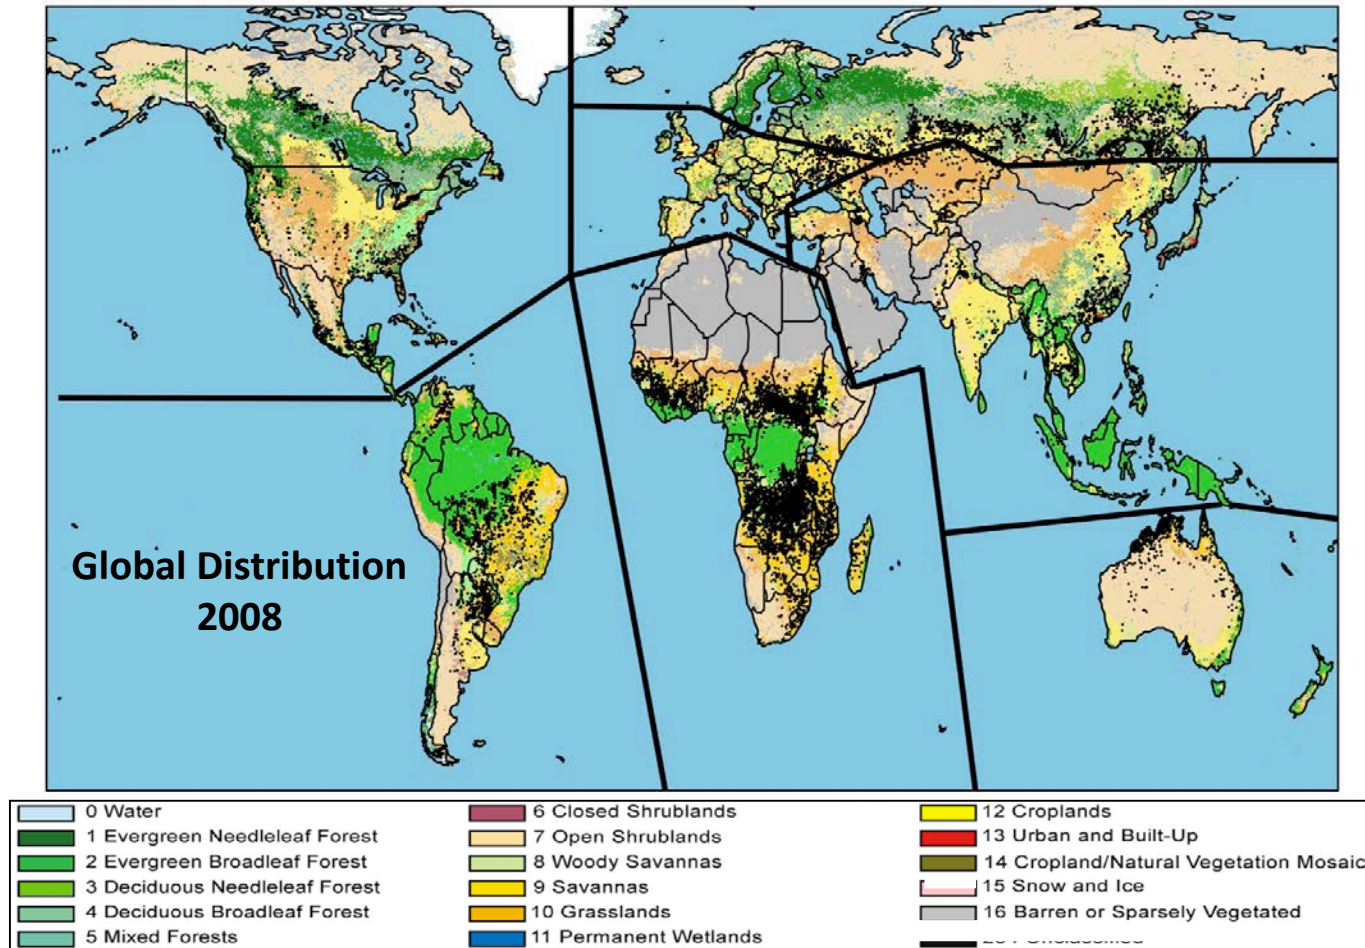 Global Distribution
2008
0 Water
1 Evergreen Needleleaf Forest
2 Evergreen Broadleaf Forest
3 Deciduous Needleleaf Forest
4 Deciduous Broadleaf Forest
5 Mixed Forests
6 Closed Shrublands
7 Open Shrublands
8 Woody Savannas
9 Savannas
10 Grasslands
11 Permanent Wetlands
12 Croplands
13 Urban and Built-Up
14 Cropland/Natural Vegetation Mosaic
15 Snow and Ice
16 Barren or Sparsely Vegetated